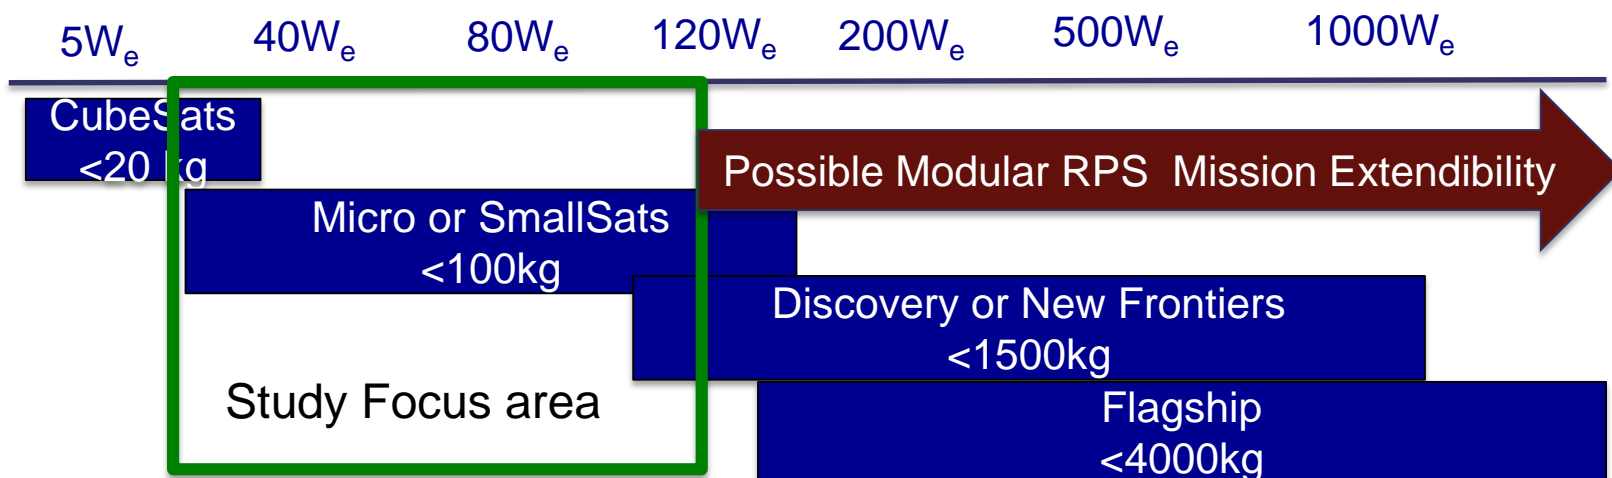 5We 40We 80We 120We 200We 500We 1000We
CubeSats
<20 kg
Possible Modular RPS  Mission Extendibility
Micro or SmallSats
<100kg
Discovery or New Frontiers
<1500kg
Study Focus area
Flagship
<4000kg